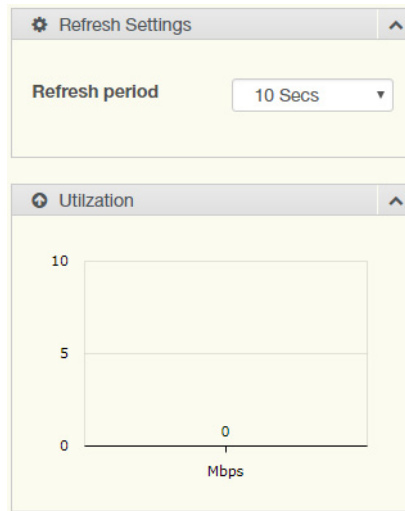 Refresh Settings
Refresh period
10 Secs
Utilzation
10
5
0
0
Mbps